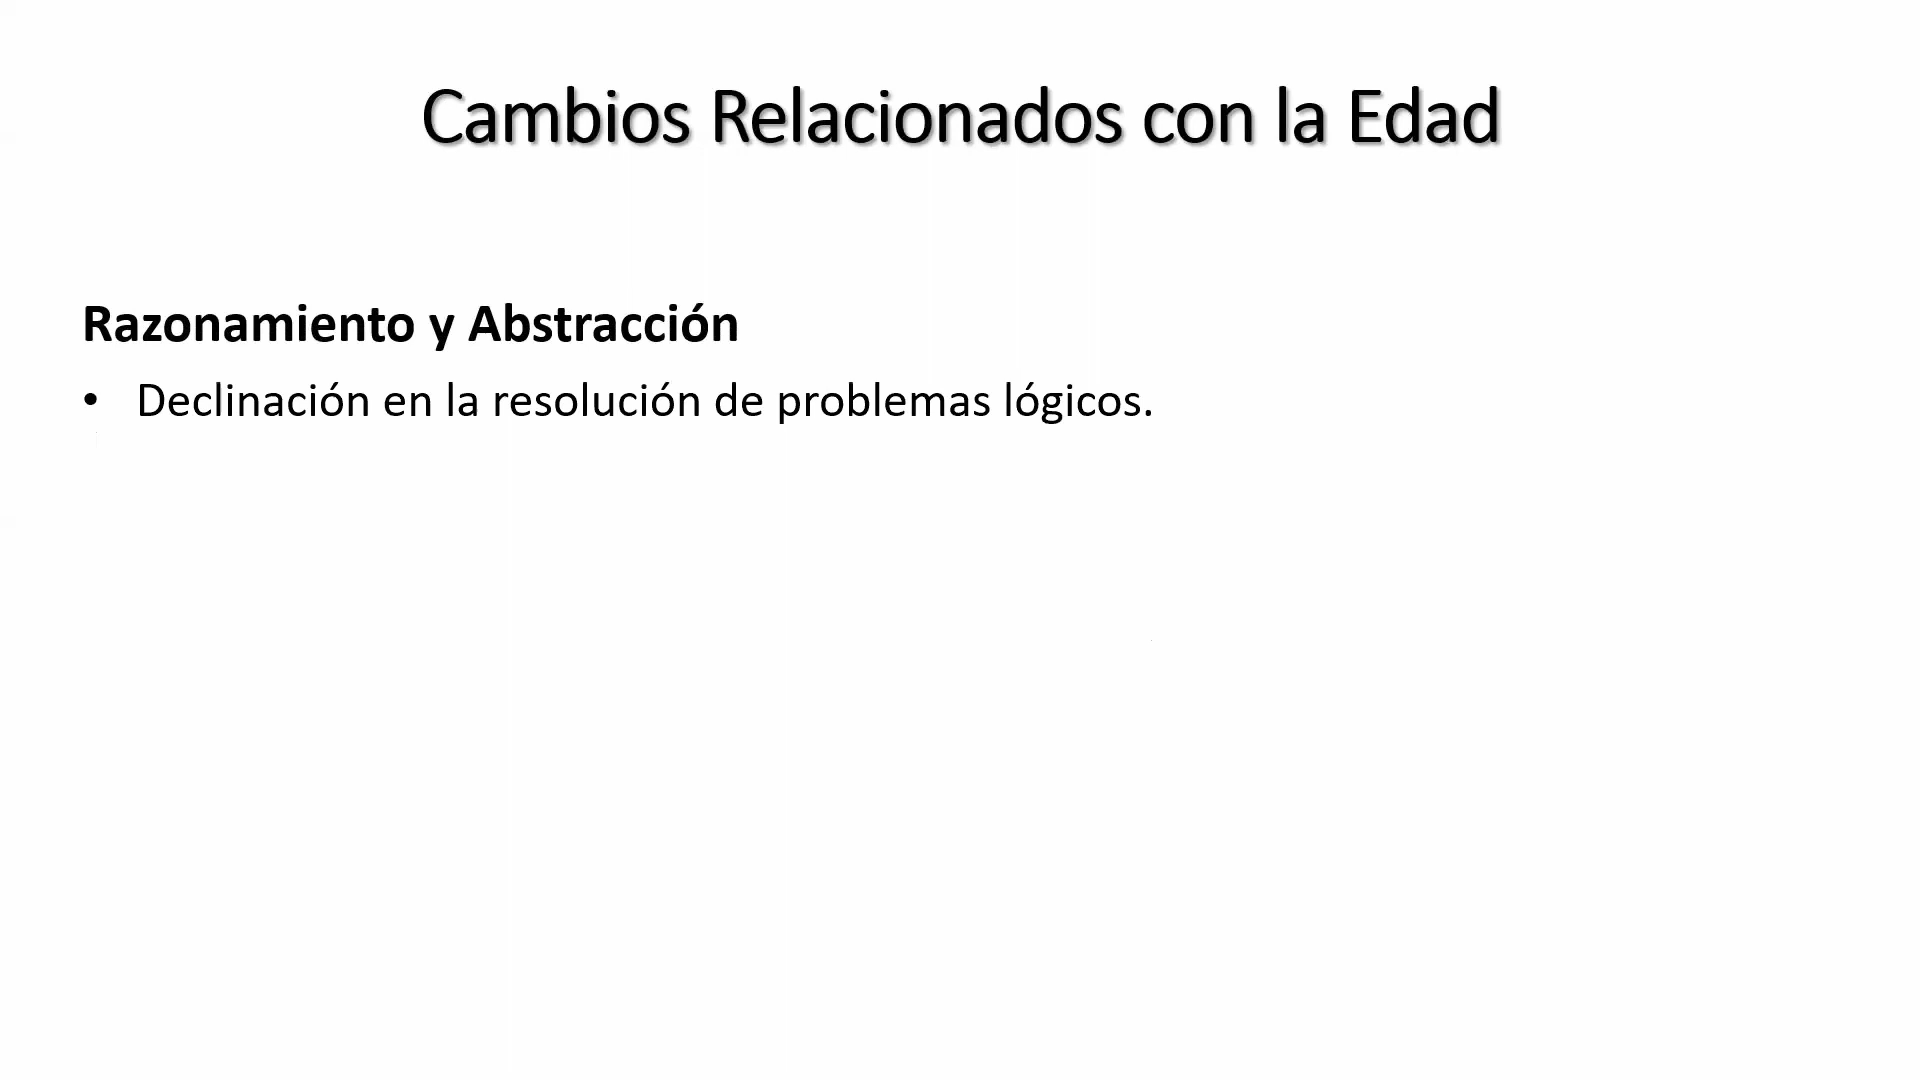 Cambios Relacionados con la Edad
Razonamiento y Abstracción
• Declinación en la resolución de problemas lógicos.